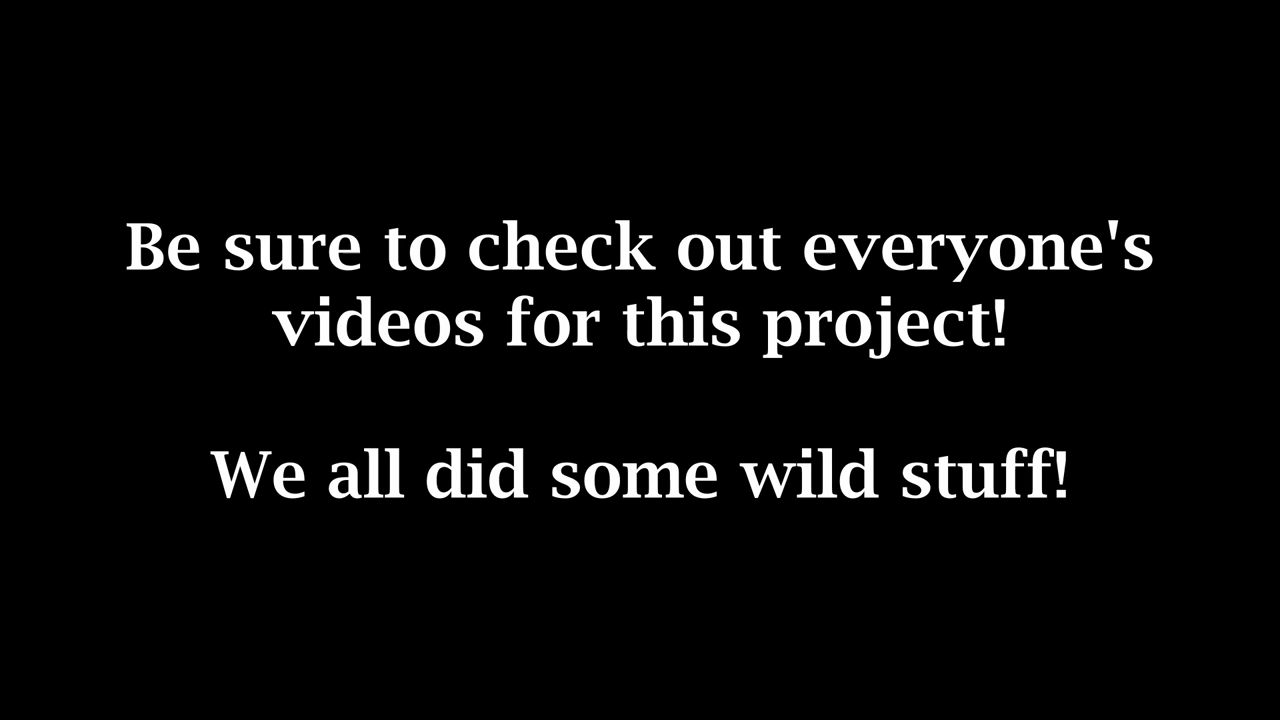 Be sure to check out everyone's
videos for this project!
We all did some wild stuff!